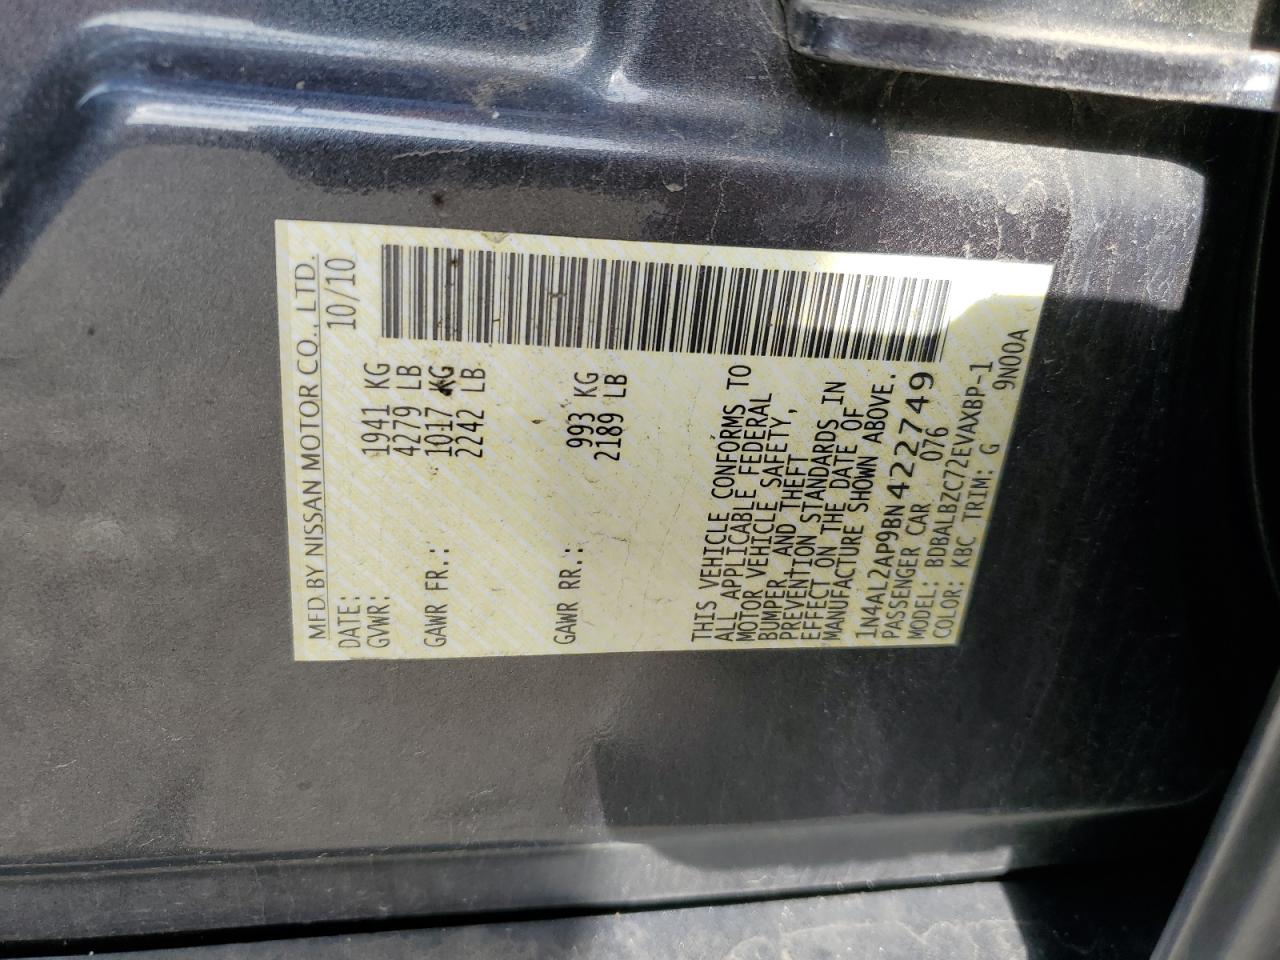 MFD. BY NISSAN MOTOR CO., LTD.
DATE: 10/10
GVWR: 1941 KG
4279 LB
GAWR FR.: 1017 KG
2242 LB
GAWR RR.: 993 KG
2189 LB
THIS VEHICLE CONFORMS TO
ALL APPLICABLE FEDERAL
MOTOR VEHICLE SAFETY,
BUMPER, AND THEFT
PREVENTION STANDARDS IN
EFFECT ON THE DATE OF
MANUFACTURE SHOWN ABOVE.
1N4AL2AP9BN422749
PASSENGER CAR 076
MODEL: BDBALBZC72EVAXBP-1
COLOR: KBC TRIM: G 9N00A